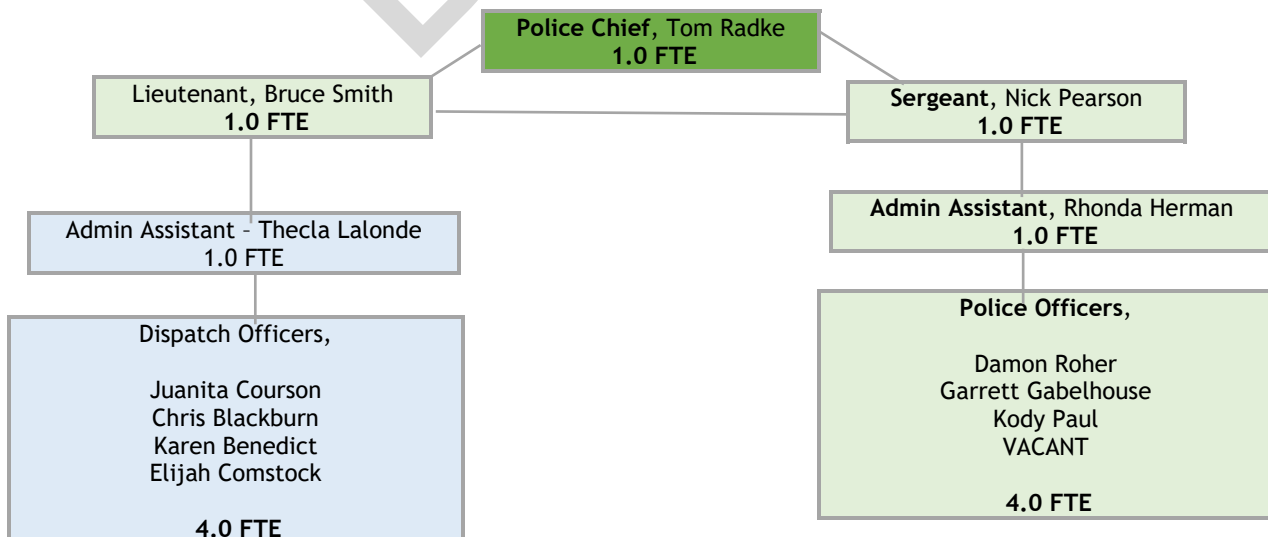 Police Chief, Tom Radke
1.0 FTE
Lieutenant, Bruce Smith
1.0 FTE
Sergeant, Nick Pearson
1.0 FTE
Admin Assistant – Thecla Lalonde
1.0 FTE
Admin Assistant, Rhonda Herman
1.0 FTE
Dispatch Officers,
Juanita Courson
Chris Blackburn
Karen Benedict
Elijah Comstock
4.0 FTE
Police Officers,
Damon Roher
Garrett Gabelhouse
Kody Paul
VACANT
4.0 FTE